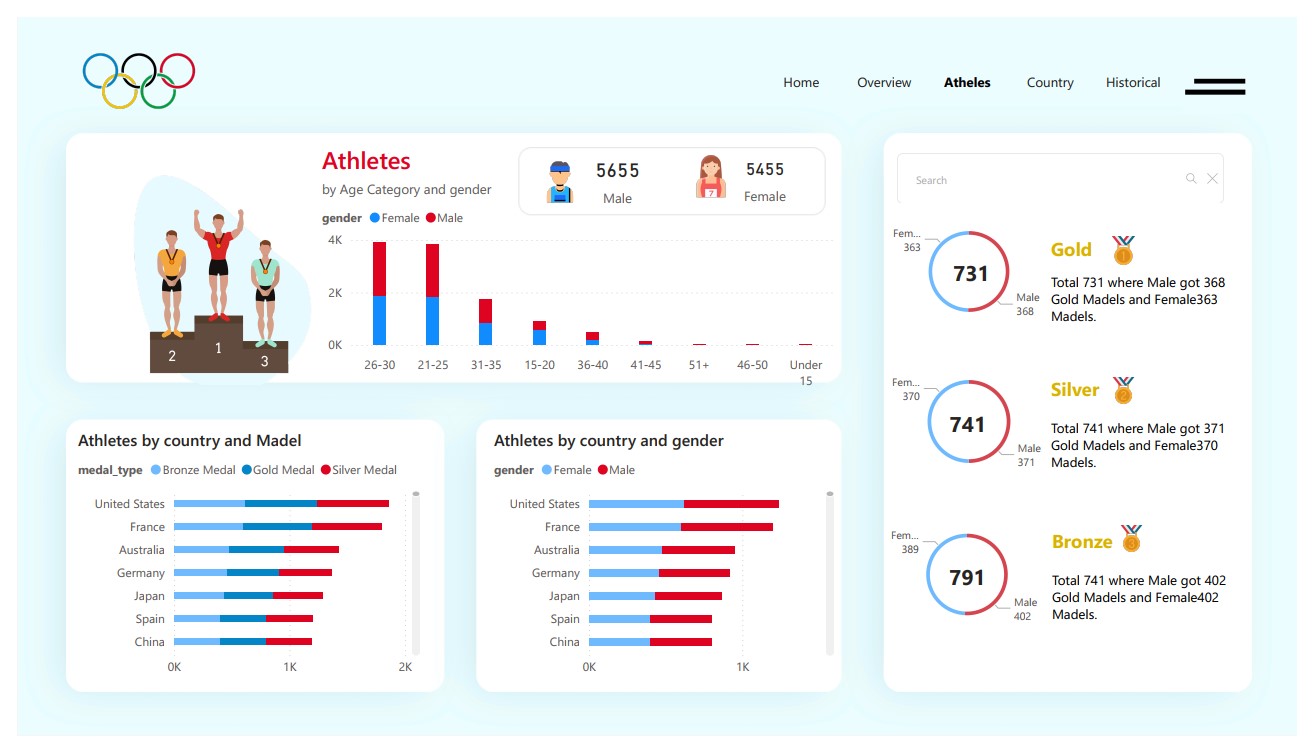 Home Overview Atheles Country Historical
Athletes
by Age Category and gender
gender Female Male
5655
Male
5455
Female
7
4K
2K
0K
26-30 21-25 31-35 15-20 36-40 41-45 51+ 46-50 Under
15
2 1 3
Athletes by country and Madel
medal_type Bronze Medal Gold Medal Silver Medal
United States
France
Australia
Germany
Japan
Spain
China
0K 1K 2K
Athletes by country and gender
gender Female Male
United States
France
Australia
Germany
Japan
Spain
China
0K 1K
Search
Fem...
363
731
Male
368
Gold
1
Total 731 where Male got 368
Gold Madels and Female363
Madels.
Fem...
370
741
Male
371
Silver
2
Total 741 where Male got 371
Gold Madels and Female370
Madels.
Fem...
389
791
Male
402
Bronze
3
Total 741 where Male got 402
Gold Madels and Female402
Madels.